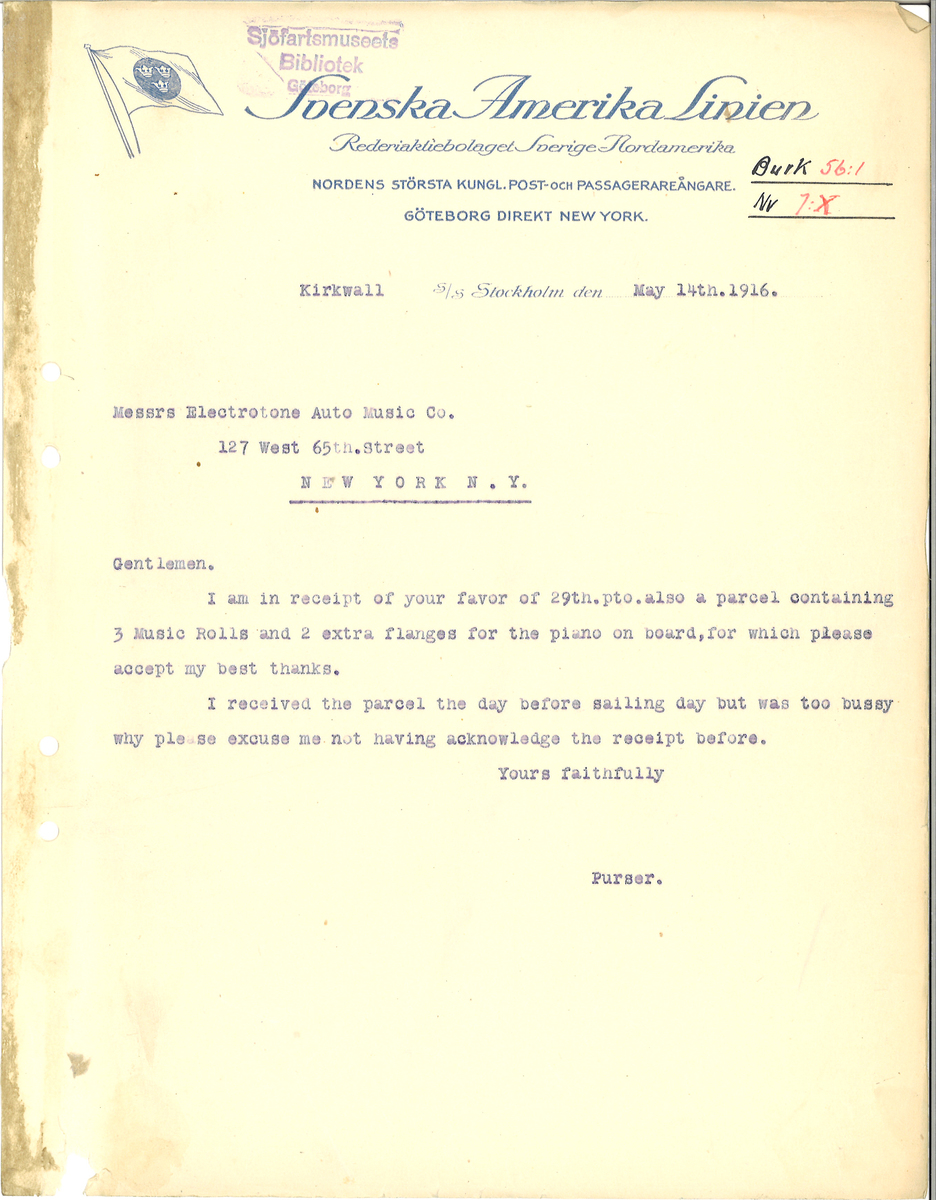 Sjöfartsmuseets
Bibliotek
Göteborg
Svenska Amerika Linien
Rederiaktiebolaget Sverige-Nordamerika
NORDENS STÖRSTA KUNGL. POST- OCH PASSAGERAREÅNGARE.
GÖTEBORG DIREKT NEW YORK.
Burk 56:1
Nr 7:X
Kirkwall S/S Stockholm den May 14th.1916.
Messrs Electrotone Auto Music Co.
127 West 65th.Street
NEW YORK N.Y.
Gentlemen.
I am in receipt of your favor of 29th.pto.also a parcel containing
3 Music Rolls and 2 extra flanges for the piano on board,for which please
accept my best thanks.
I received the parcel the day before sailing day but was too bussy
why please excuse me not having acknowledge the receipt before.
Yours faithfully
Purser.